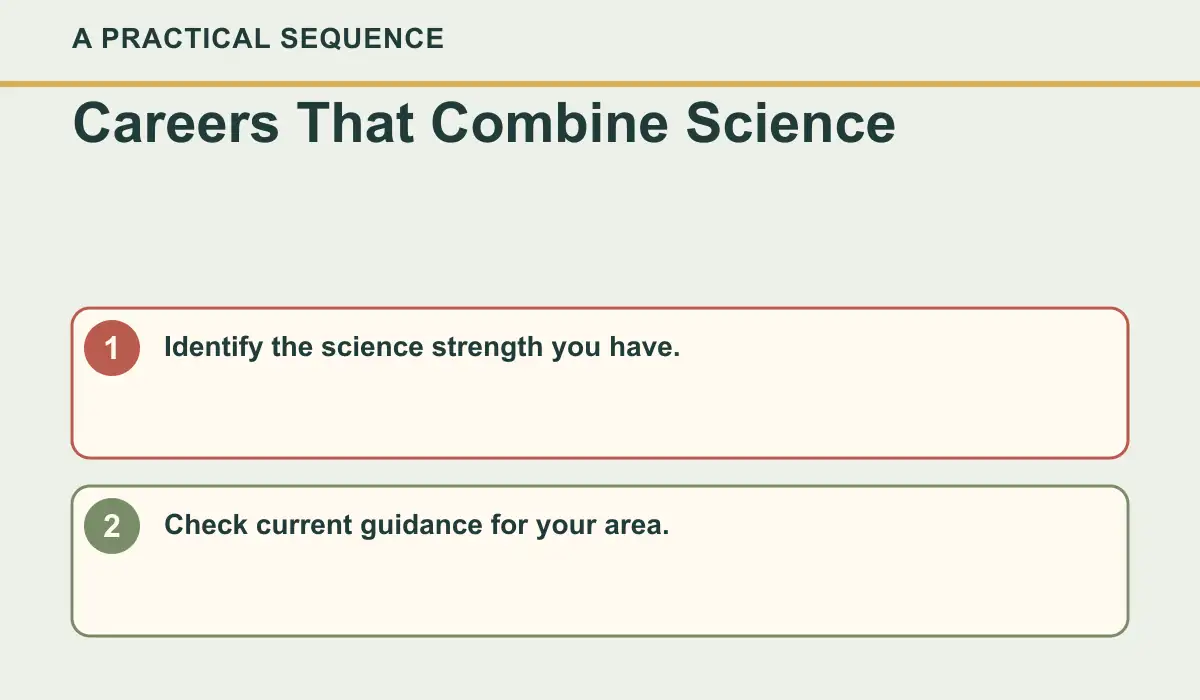 A PRACTICAL SEQUENCE
Careers That Combine Science
1 Identify the science strength you have.
2 Check current guidance for your area.